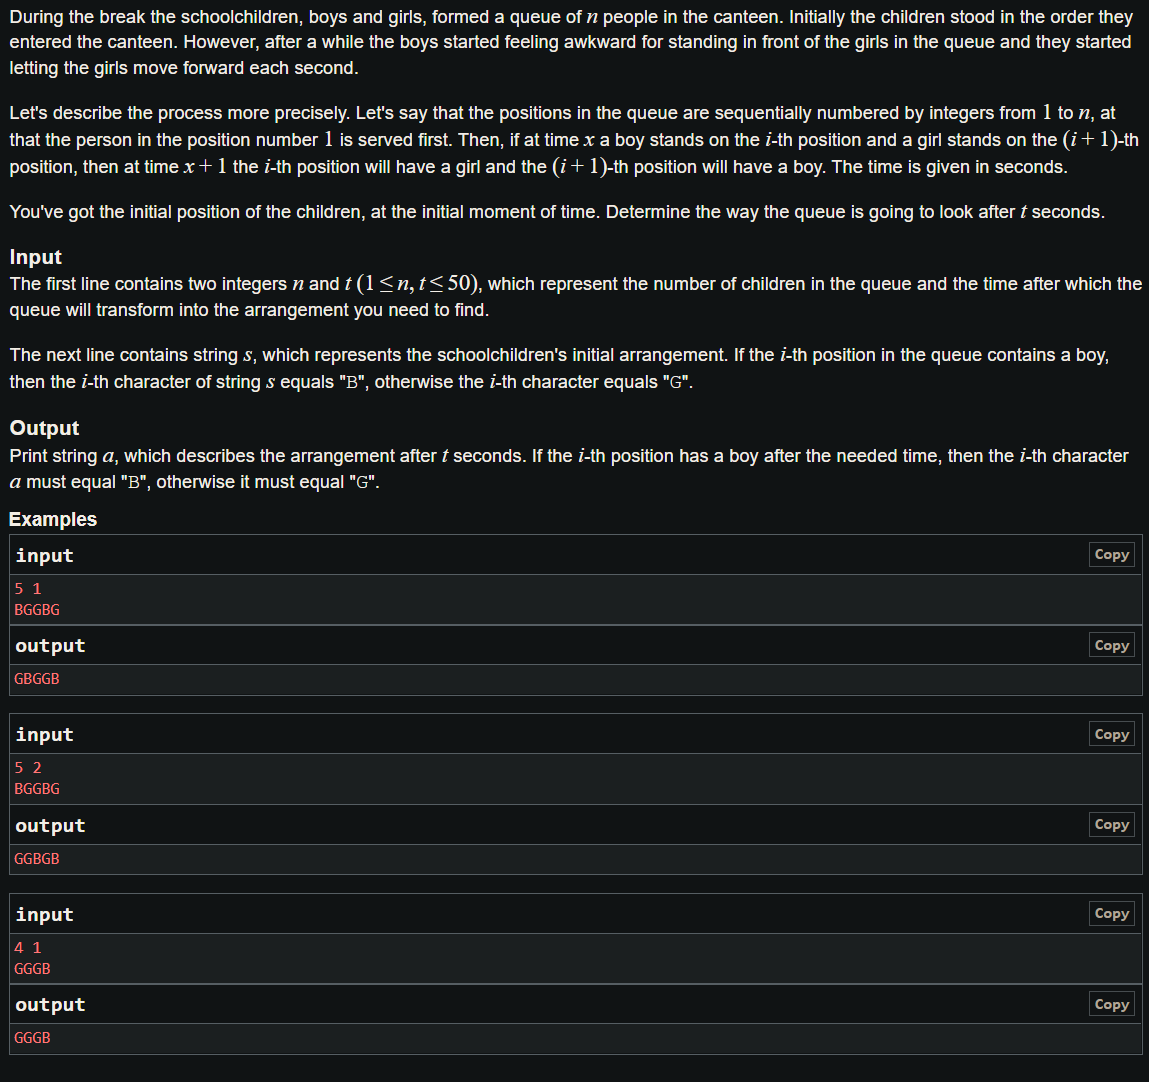 During the break the schoolchildren, boys and girls, formed a queue of n people in the canteen. Initially the children stood in the order they
entered the canteen. However, after a while the boys started feeling awkward for standing in front of the girls in the queue and they started
letting the girls move forward each second.
Let's describe the process more precisely. Let's say that the positions in the queue are sequentially numbered by integers from 1 to n, at
that the person in the position number 1 is served first. Then, if at time x a boy stands on the i-th position and a girl stands on the (i + 1)-th
position, then at time x + 1 the i-th position will have a girl and the (i + 1)-th position will have a boy. The time is given in seconds.
You've got the initial position of the children, at the initial moment of time. Determine the way the queue is going to look after t seconds.
Input
The first line contains two integers n and t (1 ≤ n, t ≤ 50), which represent the number of children in the queue and the time after which the
queue will transform into the arrangement you need to find.
The next line contains string s, which represents the schoolchildren's initial arrangement. If the i-th position in the queue contains a boy,
then the i-th character of string s equals "B", otherwise the i-th character equals "G".
Output
Print string a, which describes the arrangement after t seconds. If the i-th position has a boy after the needed time, then the i-th character
a must equal "B", otherwise it must equal "G".
Examples
input Copy
5 1
BGGBG
output Copy
GBGGB
input Copy
5 2
BGGBG
output Copy
GGBGB
input Copy
4 1
GGGB
output Copy
GGGB